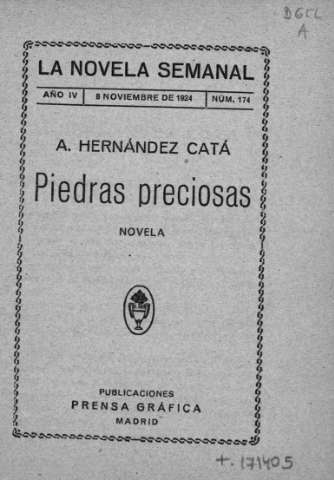 DGCL
A
LA NOVELA SEMANAL
AÑO IV 8 NOVIEMBRE DE 1924 NÚM. 174
A. HERNÁNDEZ CATÁ
Piedras preciosas
NOVELA
PUBLICACIONES
PRENSA GRÁFICA
MADRID
t. 171405